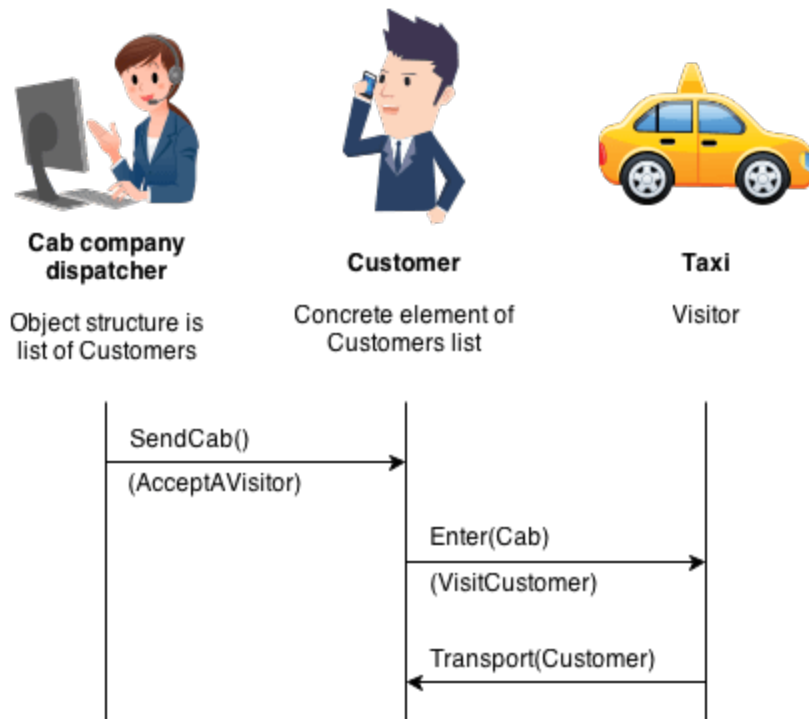 Cab company
dispatcher
Customer
Taxi
Object structure is
list of Customers
Concrete element of
Customers list
Visitor
SendCab()
(AcceptAVisitor)
Enter(Cab)
(VisitCustomer)
Transport(Customer)